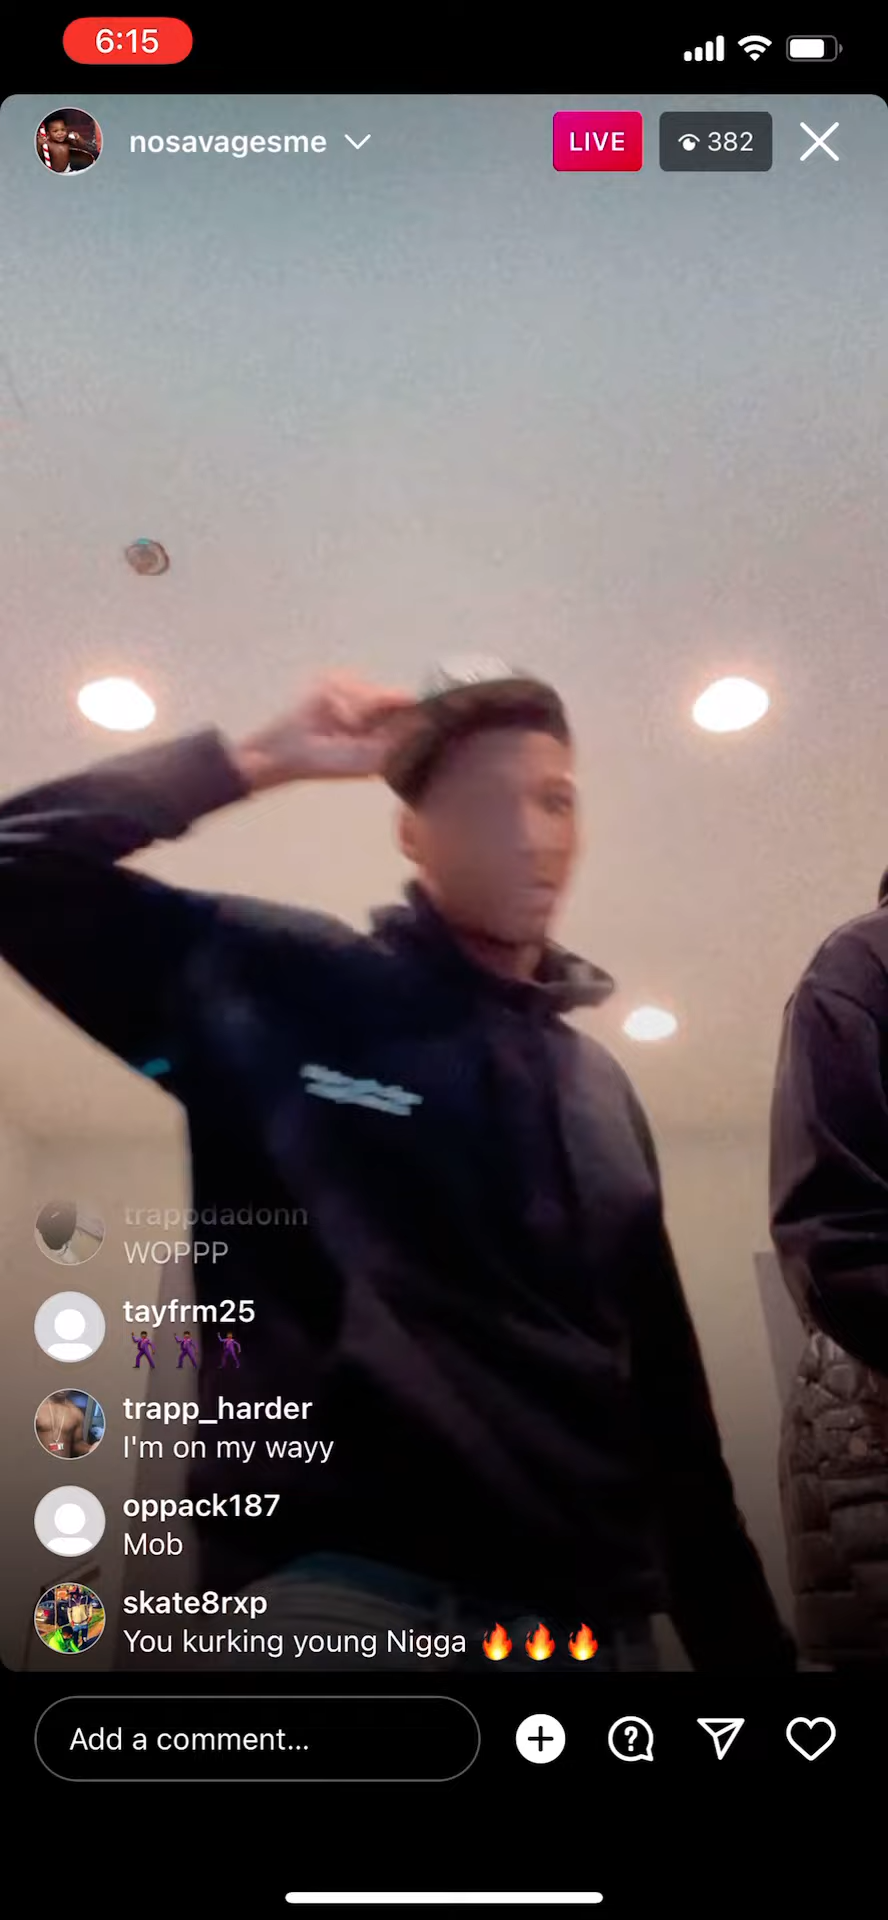 6:15
nosavagesme
LIVE
382
trappdadonn
WOPPP
tayfrm25
🕺🏾🕺🏾🕺🏾
trapp_harder
I'm on my wayy
oppack187
Mob
skate8rxp
You kurking young Nigga 🔥🔥🔥
Add a comment...